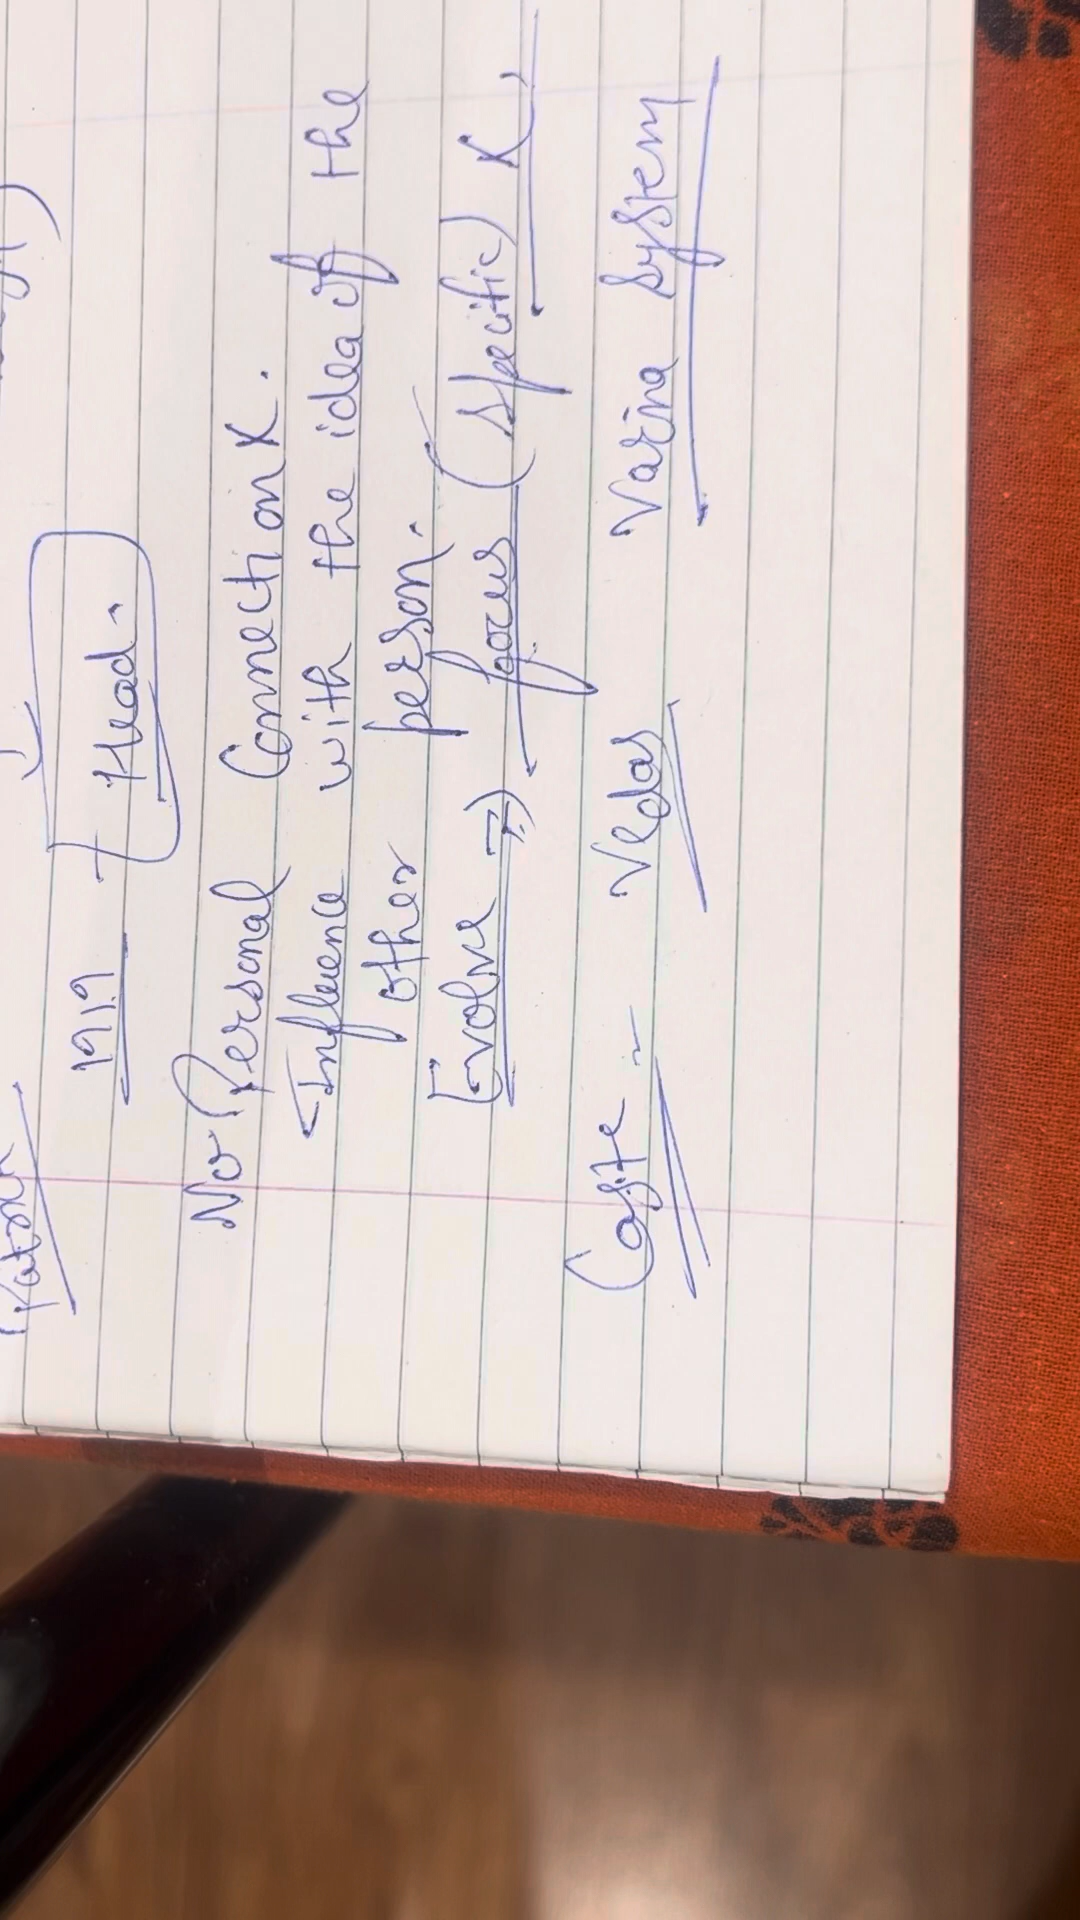 1919 - Head.
No Personal Connection X.
Influence with the idea of the
other person.
Evolve => focus (specific) X
Caste - Vedas Varna System